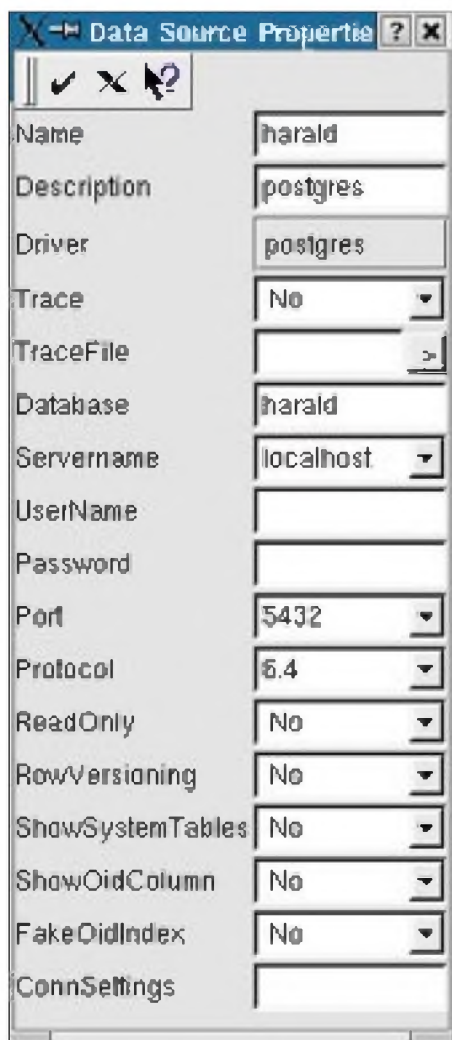 Data Source Propertie
Name harald
Description postgres
Driver postgres
Trace No
TraceFile
Database harald
Servername localhost
UserName
Password
Port 5432
Protocol 6.4
ReadOnly No
RowVersioning No
ShowSystemTables No
ShowOidColumn No
FakeOidIndex No
ConnSettings